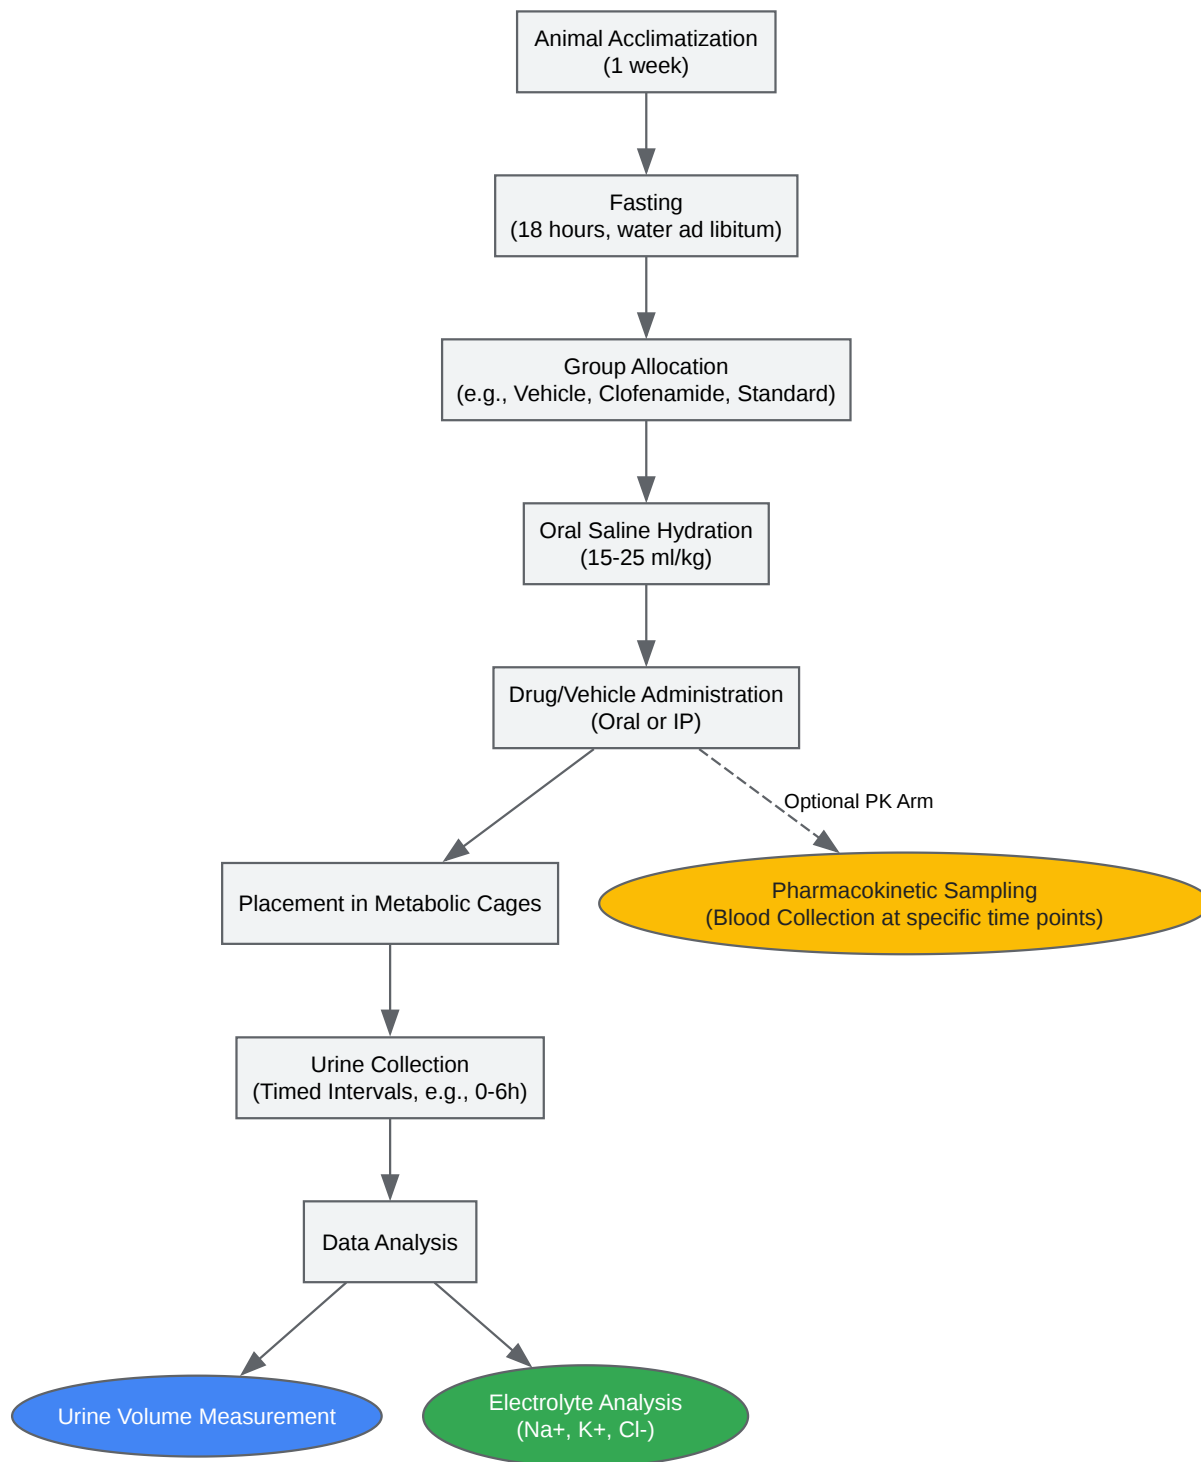 Animal Acclimatization
(1 week)
Fasting
(18 hours, water ad libitum)
Group Allocation
(e.g., Vehicle, Clofenamide, Standard)
Oral Saline Hydration
(15-25 ml/kg)
Drug/Vehicle Administration
(Oral or IP)
Optional PK Arm
Placement in Metabolic Cages
Pharmacokinetic Sampling
(Blood Collection at specific time points)
Urine Collection
(Timed Intervals, e.g., 0-6h)
Data Analysis
Urine Volume Measurement
Electrolyte Analysis
(Na+, K+, Cl-)